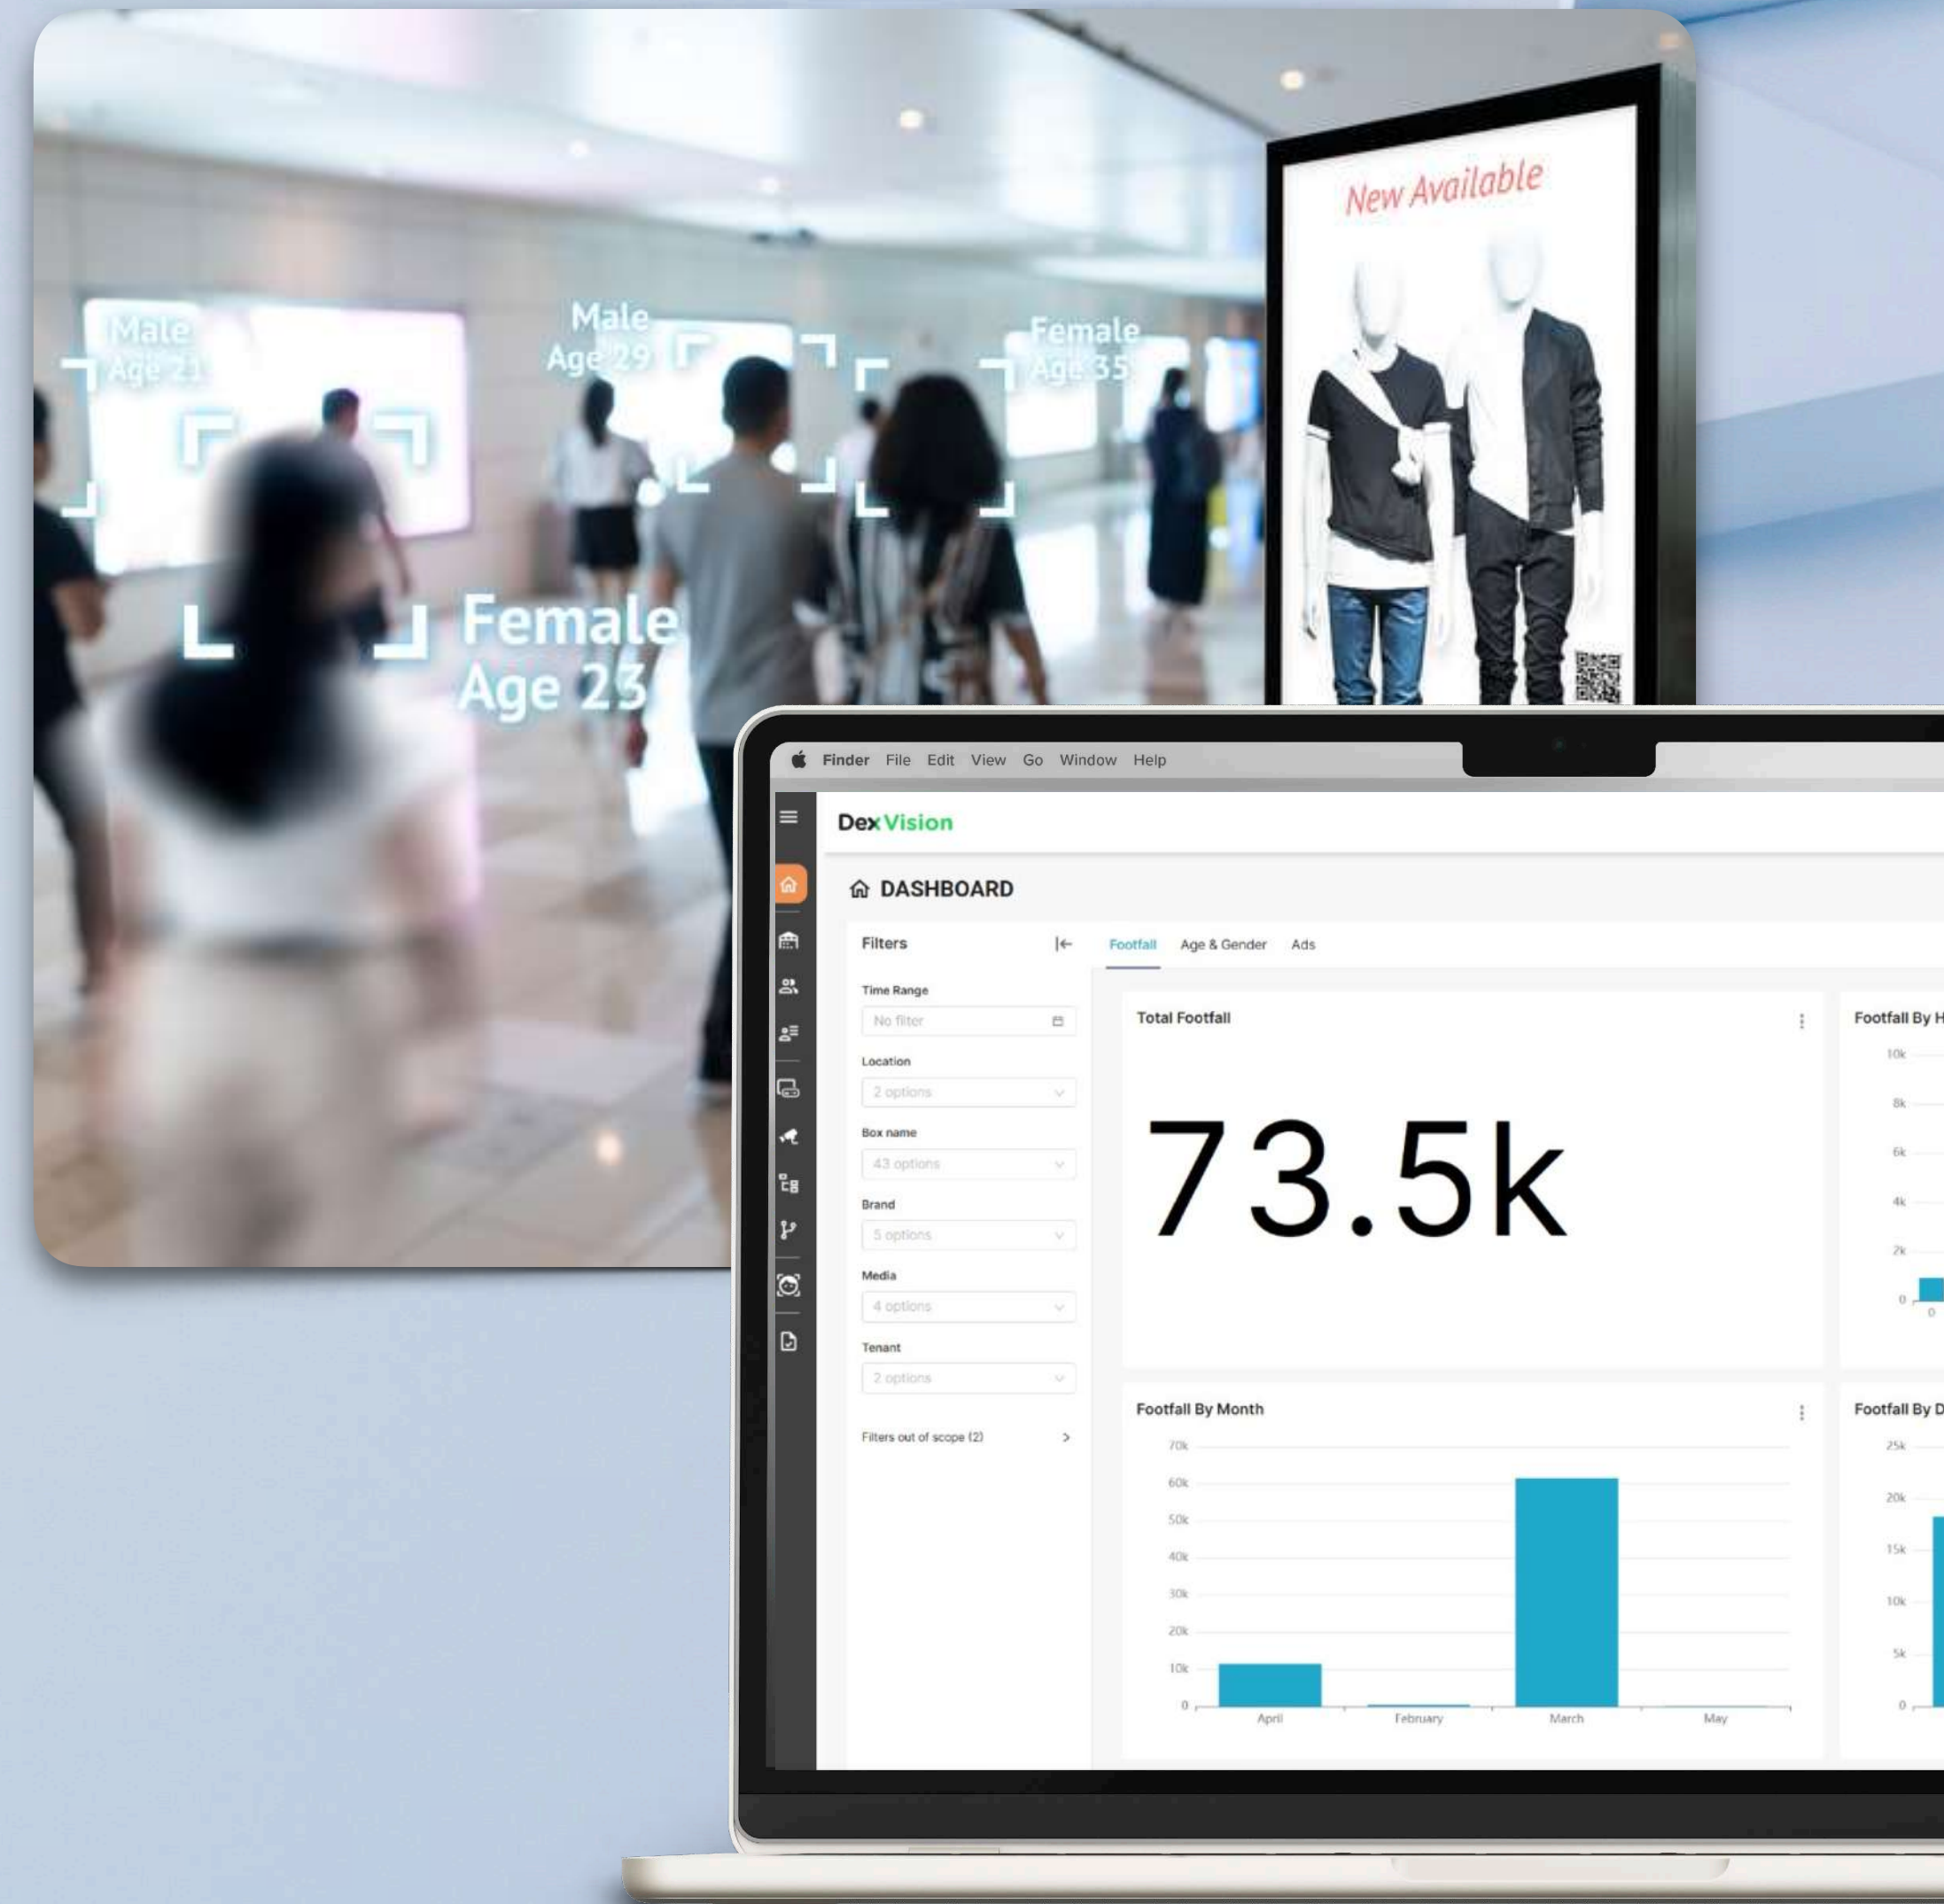 New Available
Male
Age 21
Male
Age 29
Female
Age 35
Female
Age 23
Finder File Edit View Go Window Help
DexVision
DASHBOARD
Filters
Footfall Age & Gender Ads
Time Range
No filter
Location
2 options
Box name
43 options
Brand
5 options
Media
4 options
Tenant
2 options
Filters out of scope (2)
Total Footfall
73.5k
Footfall By H
10k
8k
6k
4k
2k
0
0
Footfall By Month
70k
60k
50k
40k
30k
20k
10k
0
April February March May
Footfall By D
25k
20k
15k
10k
5k
0